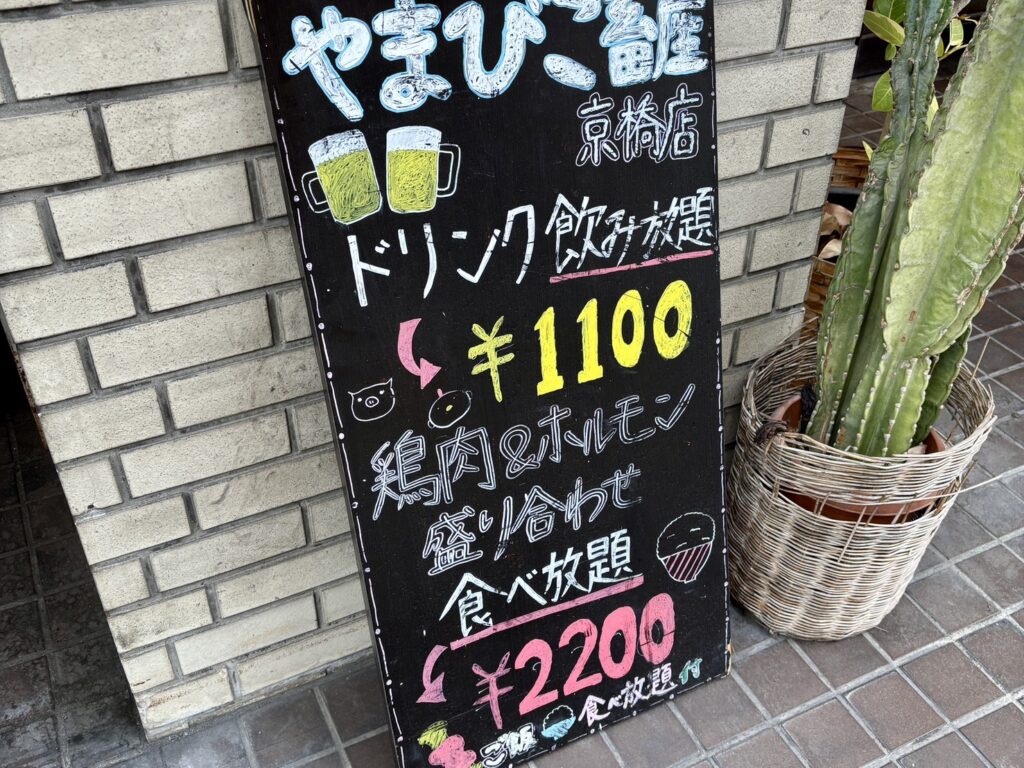 やまびこ雞座
京橋店
ドリンク飲み放題
¥1100
鶏肉&ホルモン
盛り合わせ
食べ放題
¥2200
ご飯食べ放題付